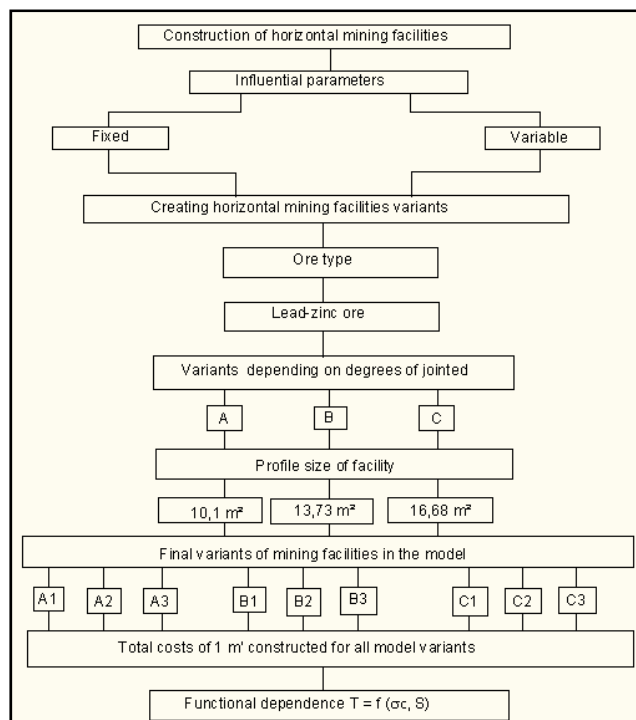 Construction of horizontal mining facilities
Influential parameters
Fixed
Variable
Creating horizontal mining facilities variants
Ore type
Lead-zinc ore
Variants depending on degrees of jointed
A
B
C
Profile size of facility
10,1 m²
13,73 m²
16,68 m²
Final variants of mining facilities in the model
A1
A2
A3
B1
B2
B3
C1
C2
C3
Total costs of 1 m' constructed for all model variants
Functional dependence T = f (σc, S)